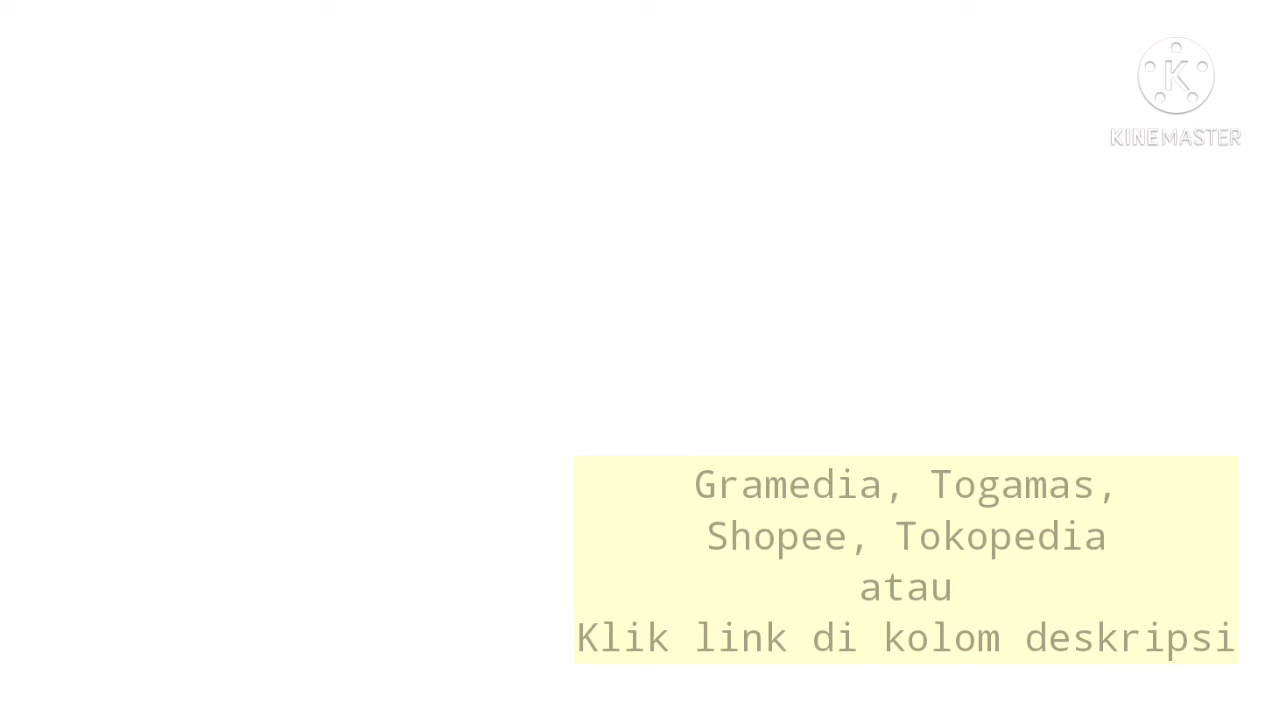 K
KINEMASTER
Gramedia, Togamas,
Shopee, Tokopedia
atau
Klik link di kolom deskripsi